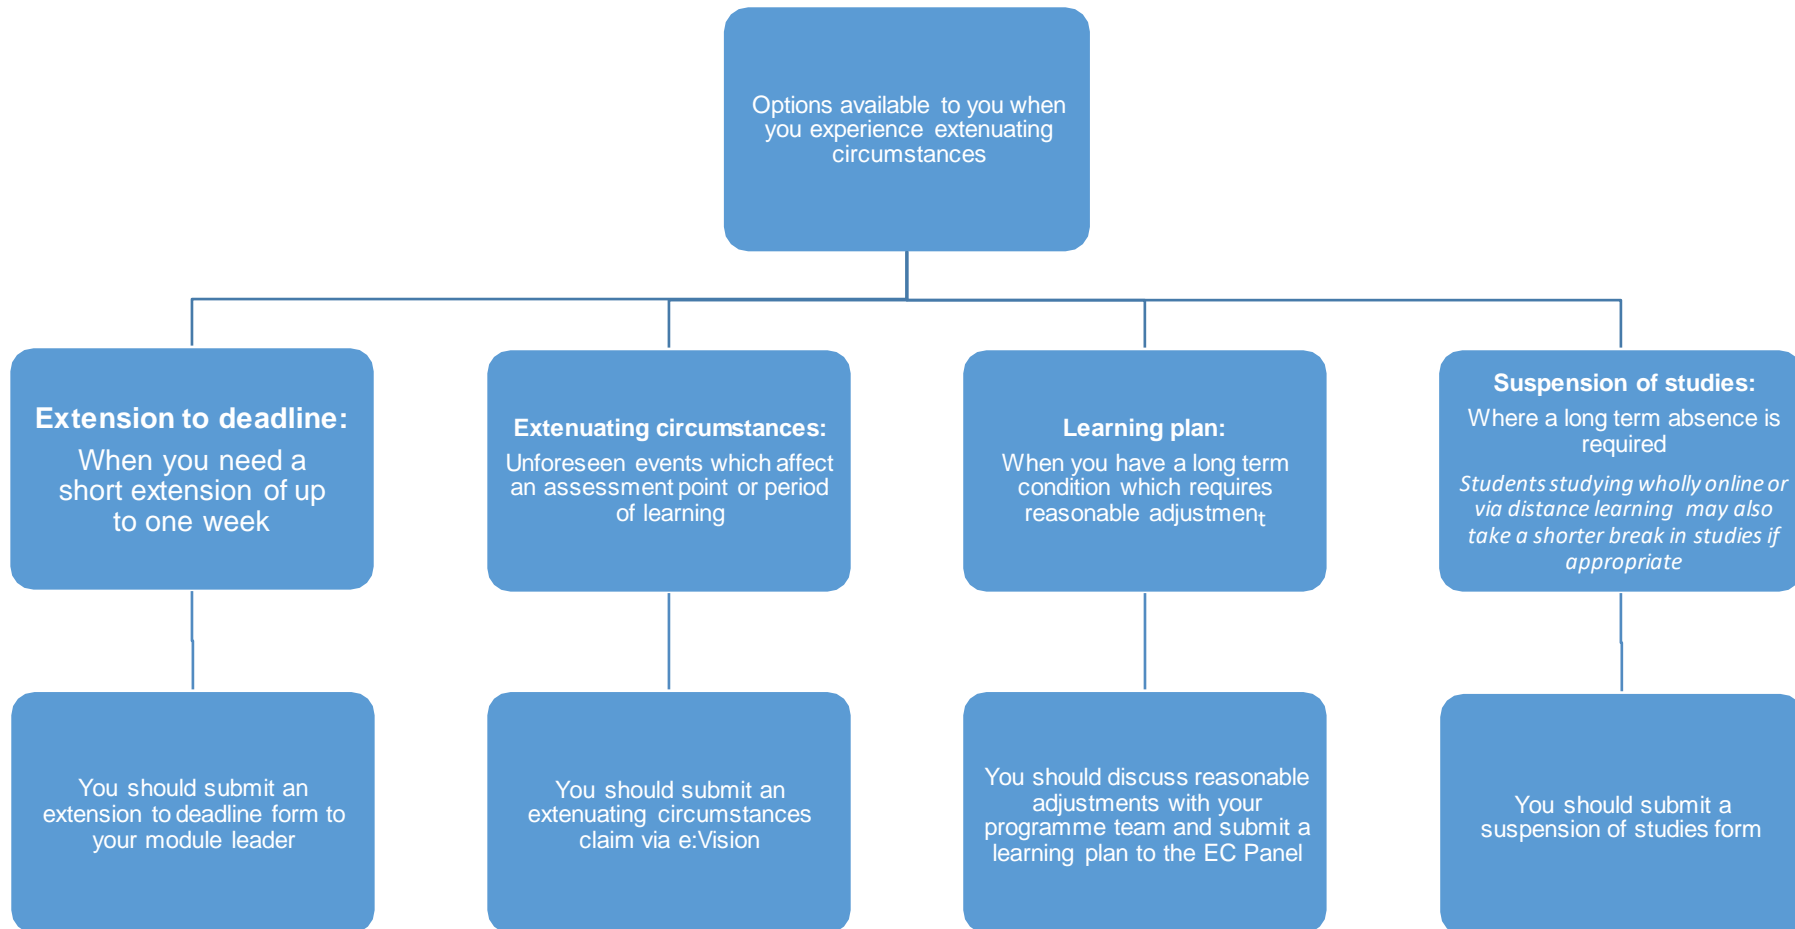 Options available to you when
you experience extenuating
circumstances
Extension to deadline:
When you need a
short extension of up
to one week
Extenuating circumstances:
Unforeseen events which affect
an assessment point or period
of learning
Learning plan:
When you have a long term
condition which requires
reasonable adjustment
Suspension of studies:
Where a long term absence is
required
Students studying wholly online or
via distance learning may also
take a shorter break in studies if
appropriate
You should submit an
extension to deadline form to
your module leader
You should submit an
extenuating circumstances
claim via e:Vision
You should discuss reasonable
adjustments with your
programme team and submit a
learning plan to the EC Panel
You should submit a
suspension of studies form